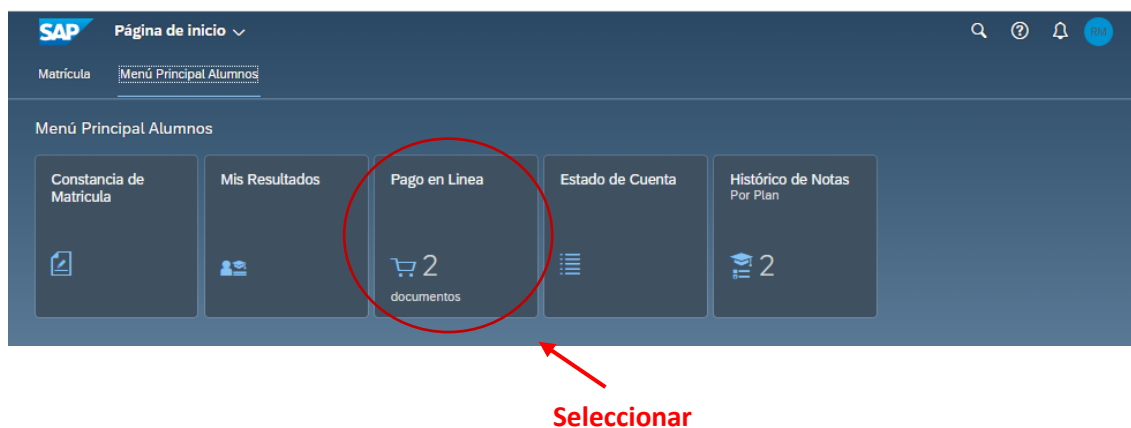 SAP Página de inicio
RM
Matrícula Menú Principal Alumnos
Menú Principal Alumnos
Constancia de Matricula
Mis Resultados
Pago en Linea
2
documentos
Estado de Cuenta
Histórico de Notas
Por Plan
2
Seleccionar